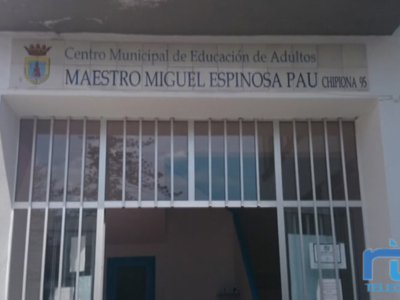 Centro Municipal de Educación de Adultos
MAESTRO MIGUEL ESPINOSA PAU CHIPIONA 95